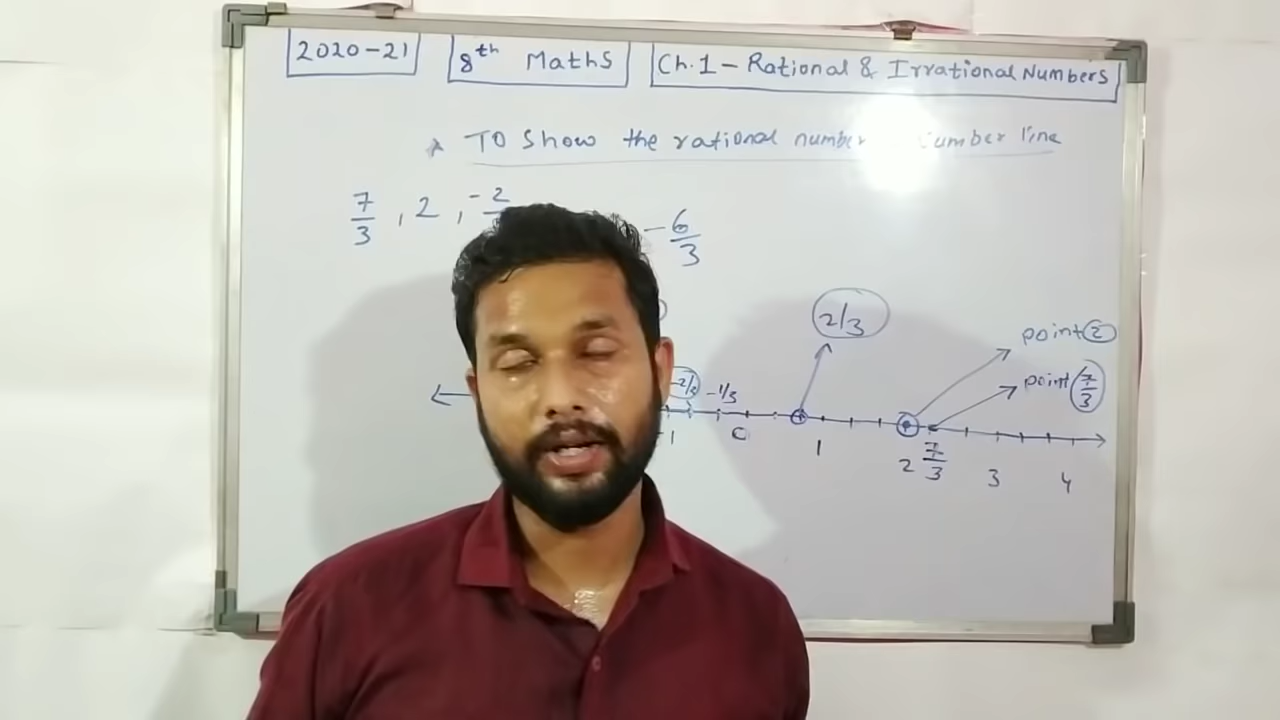 2020-21 8th Maths Ch.1 - Rational & Irrational Numbers
* TO Show the rational number line
7/3 , 2 , -2 -6/3
2/3
point 2
point 7/3
-1/3
-1 0 1 2 7/3 3 4